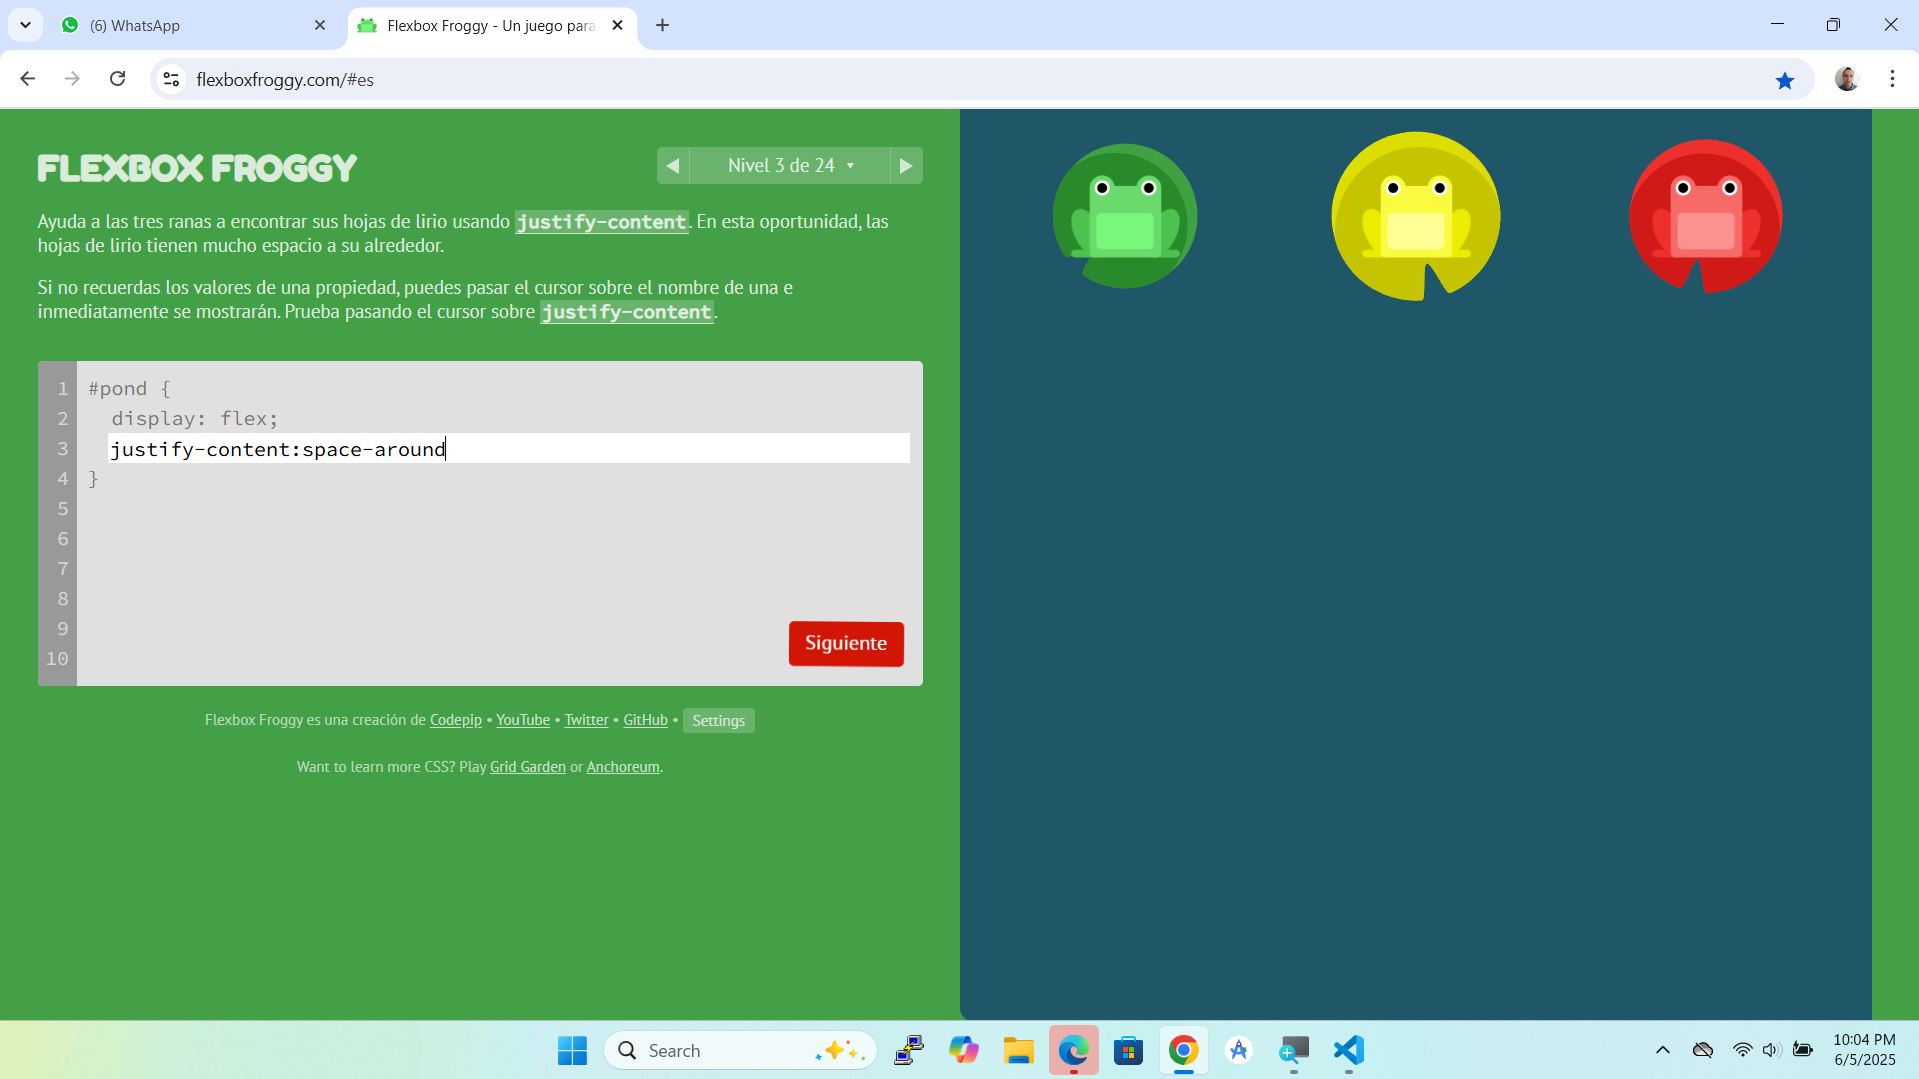 (6) WhatsApp
Flexbox Froggy - Un juego para
flexboxfroggy.com/#es
FLEXBOX FROGGY
Nivel 3 de 24
Ayuda a las tres ranas a encontrar sus hojas de lirio usando justify-content. En esta oportunidad, las
hojas de lirio tienen mucho espacio a su alrededor.
Si no recuerdas los valores de una propiedad, puedes pasar el cursor sobre el nombre de una e
inmediatamente se mostrarán. Prueba pasando el cursor sobre justify-content.
1 #pond {
2 display: flex;
3 justify-content:space-around
4 }
5
6
7
8
9
10
Siguiente
Flexbox Froggy es una creación de Codepip • YouTube • Twitter • GitHub • Settings
Want to learn more CSS? Play Grid Garden or Anchoreum.
Search
10:04 PM
6/5/2025